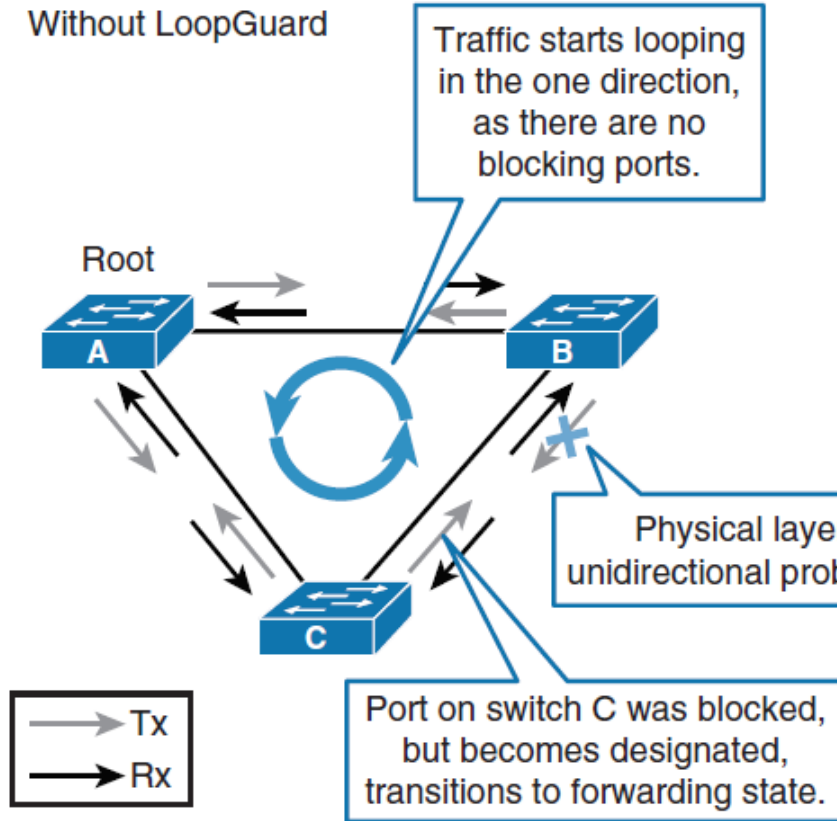 Without LoopGuard
Traffic starts looping
in the one direction,
as there are no
blocking ports.
Root
A
B
Physical laye
unidirectional prob
C
Tx
Rx
Port on switch C was blocked,
but becomes designated,
transitions to forwarding state.